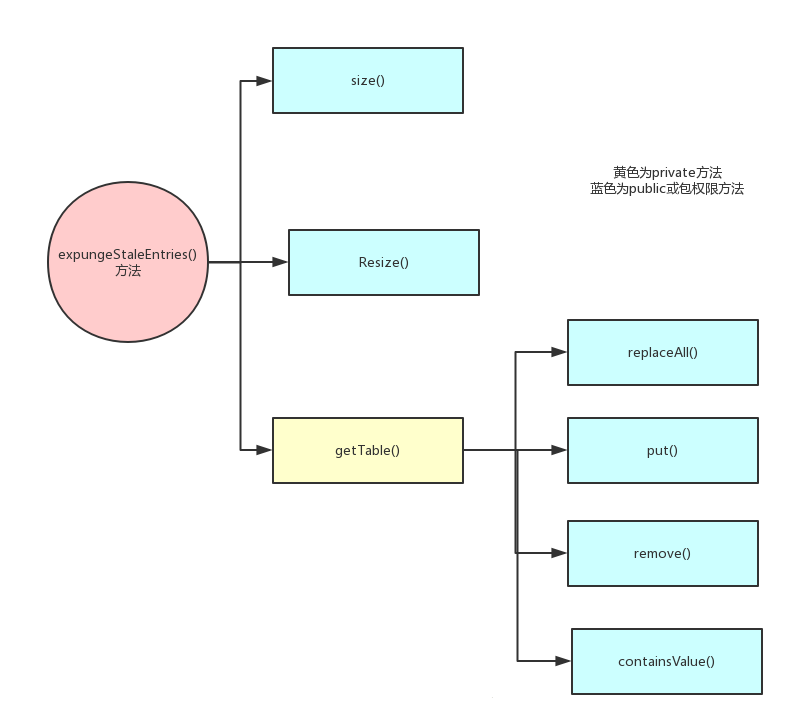 size()
黄色为private方法
蓝色为public或包权限方法
expungeStaleEntries()
方法
Resize()
replaceAll()
getTable()
put()
remove()
containsValue()